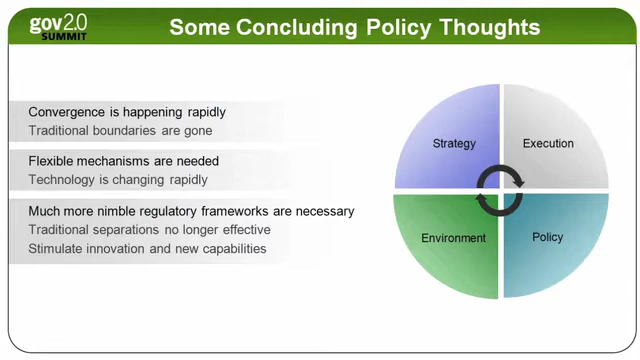 gov2.0
SUMMIT
Some Concluding Policy Thoughts
Convergence is happening rapidly
Traditional boundaries are gone
Flexible mechanisms are needed
Technology is changing rapidly
Much more nimble regulatory frameworks are necessary
Traditional separations no longer effective
Stimulate innovation and new capabilities
Strategy
Execution
Environment
Policy